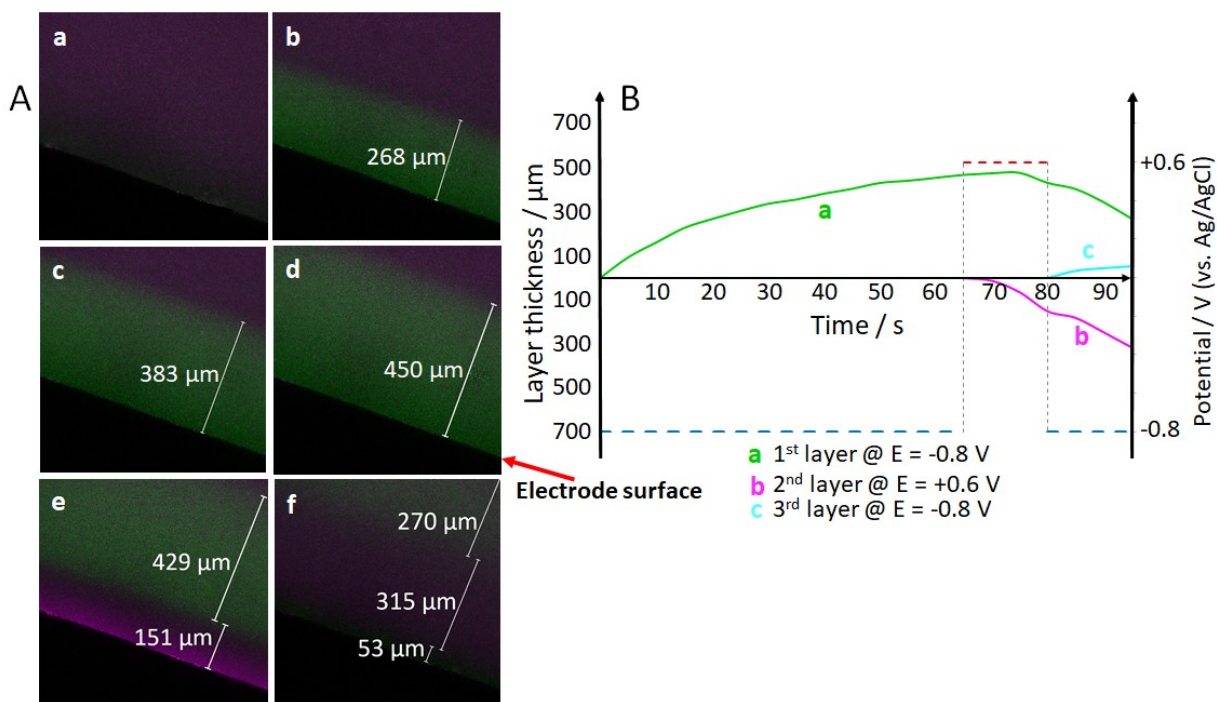 A
a
b
268 µm
c
383 µm
d
450 µm
Electrode surface
e
429 µm
151 µm
f
270 µm
315 µm
53 µm
B
700
500
300
100
100
300
500
700
Layer thickness / µm
10 20 30 40 50 60 70 80 90
Time / s
a
b
c
+0.6
-0.8
Potential / V (vs. Ag/AgCl)
a 1st layer @ E = -0.8 V
b 2nd layer @ E = +0.6 V
c 3rd layer @ E = -0.8 V